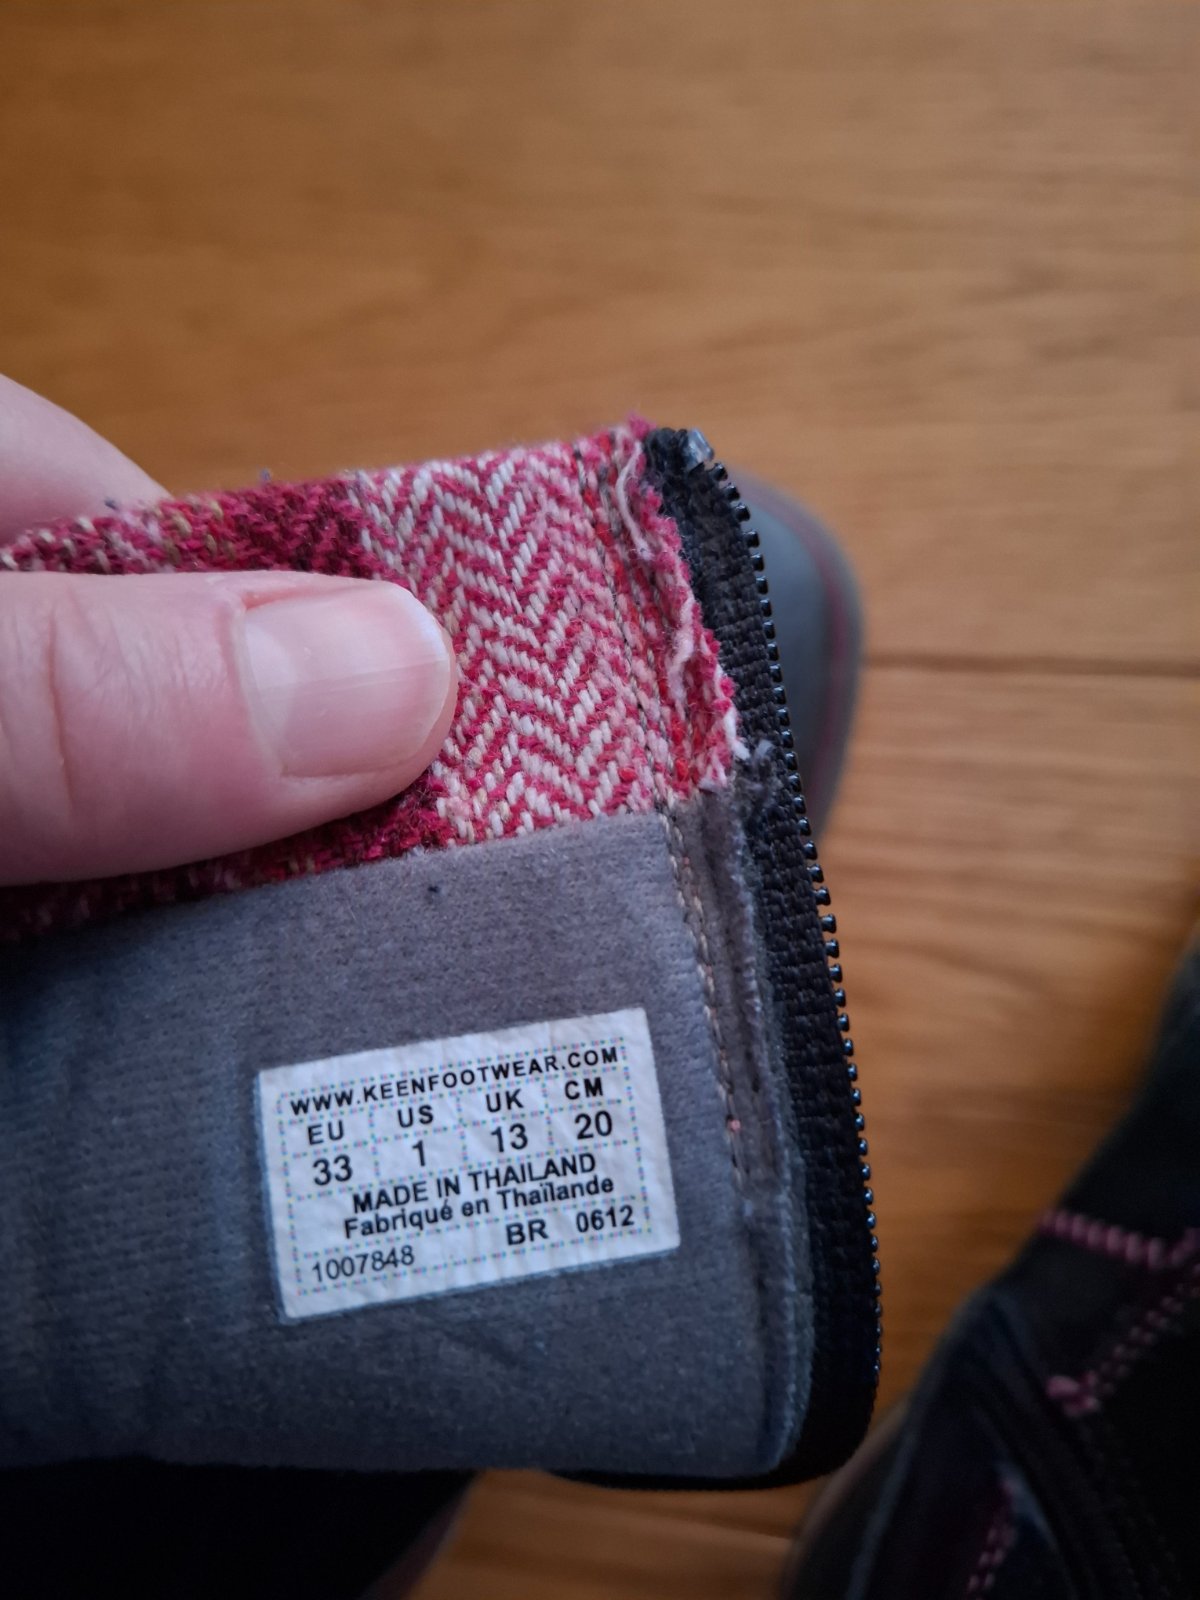 WWW.KEENFOOTWEAR.COM
EU US UK CM
33 1 13 20
MADE IN THAILAND
Fabriqué en Thaïlande
1007848 BR 0612